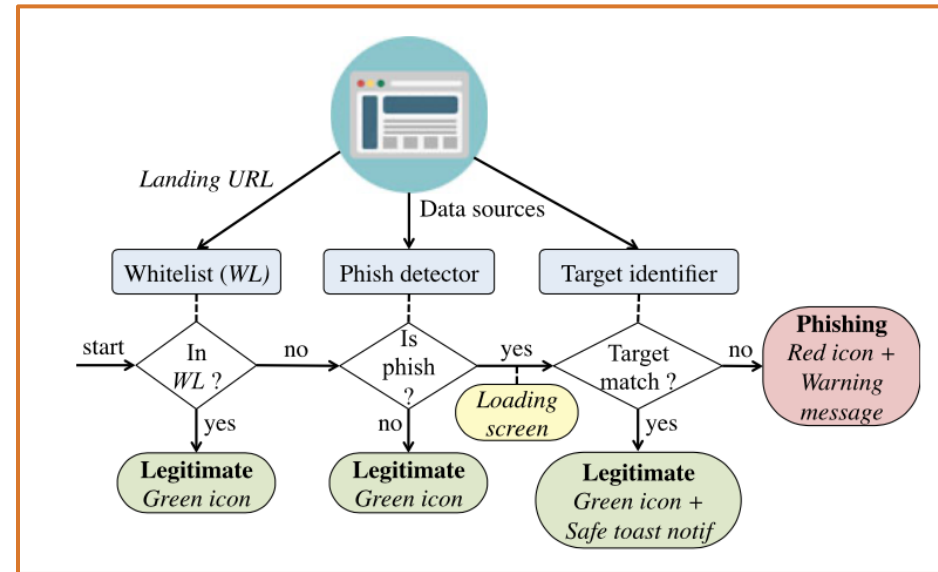 Landing URL
Data sources
Whitelist (WL)
Phish detector
Target identifier
start
In
WL ?
no
Is
phish
?
yes
Target
match ?
no
Phishing
Red icon +
Warning
message
Loading
screen
yes
no
yes
Legitimate
Green icon
Legitimate
Green icon
Legitimate
Green icon +
Safe toast notif